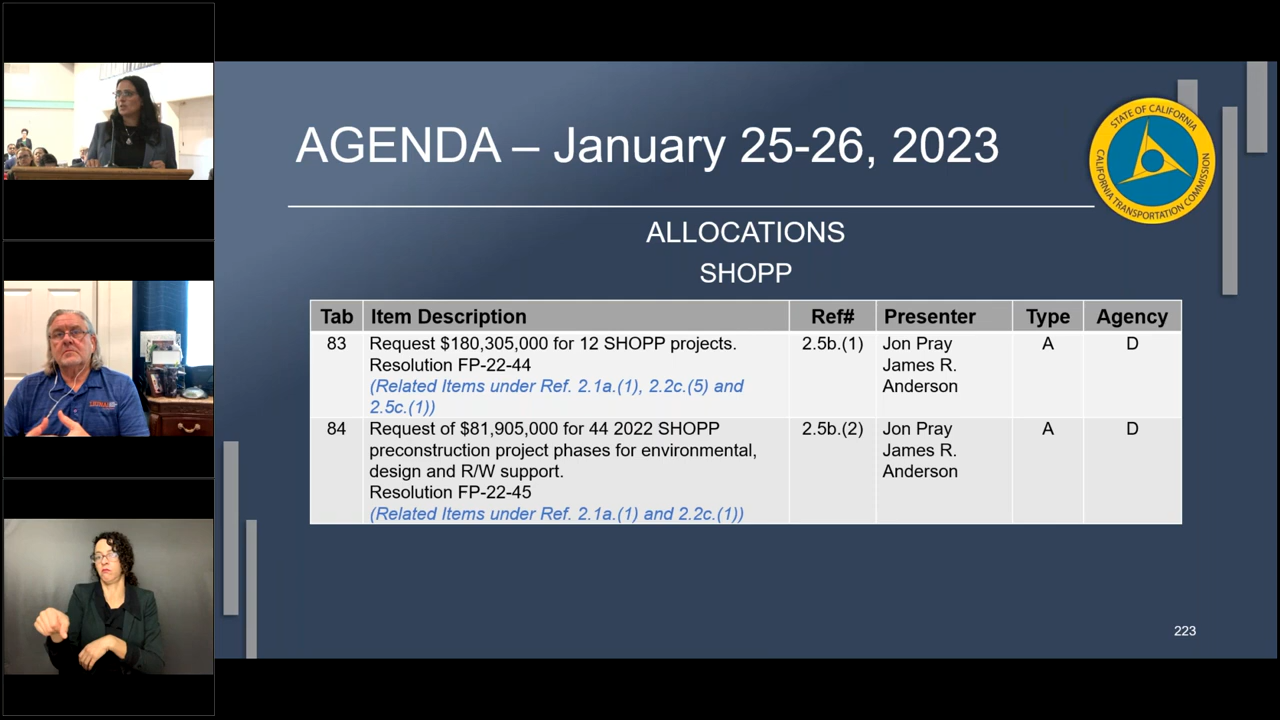 AGENDA – January 25-26, 2023
STATE OF CALIFORNIA
CALIFORNIA TRANSPORTATION COMMISSION
ALLOCATIONS
SHOPP
Tab Item Description Ref# Presenter Type Agency
83 Request $180,305,000 for 12 SHOPP projects. 2.5b.(1) Jon Pray A D
Resolution FP-22-44 James R.
(Related Items under Ref. 2.1a.(1), 2.2c.(5) and Anderson
2.5c.(1))
84 Request of $81,905,000 for 44 2022 SHOPP 2.5b.(2) Jon Pray A D
preconstruction project phases for environmental, James R.
design and R/W support. Anderson
Resolution FP-22-45
(Related Items under Ref. 2.1a.(1) and 2.2c.(1))
223